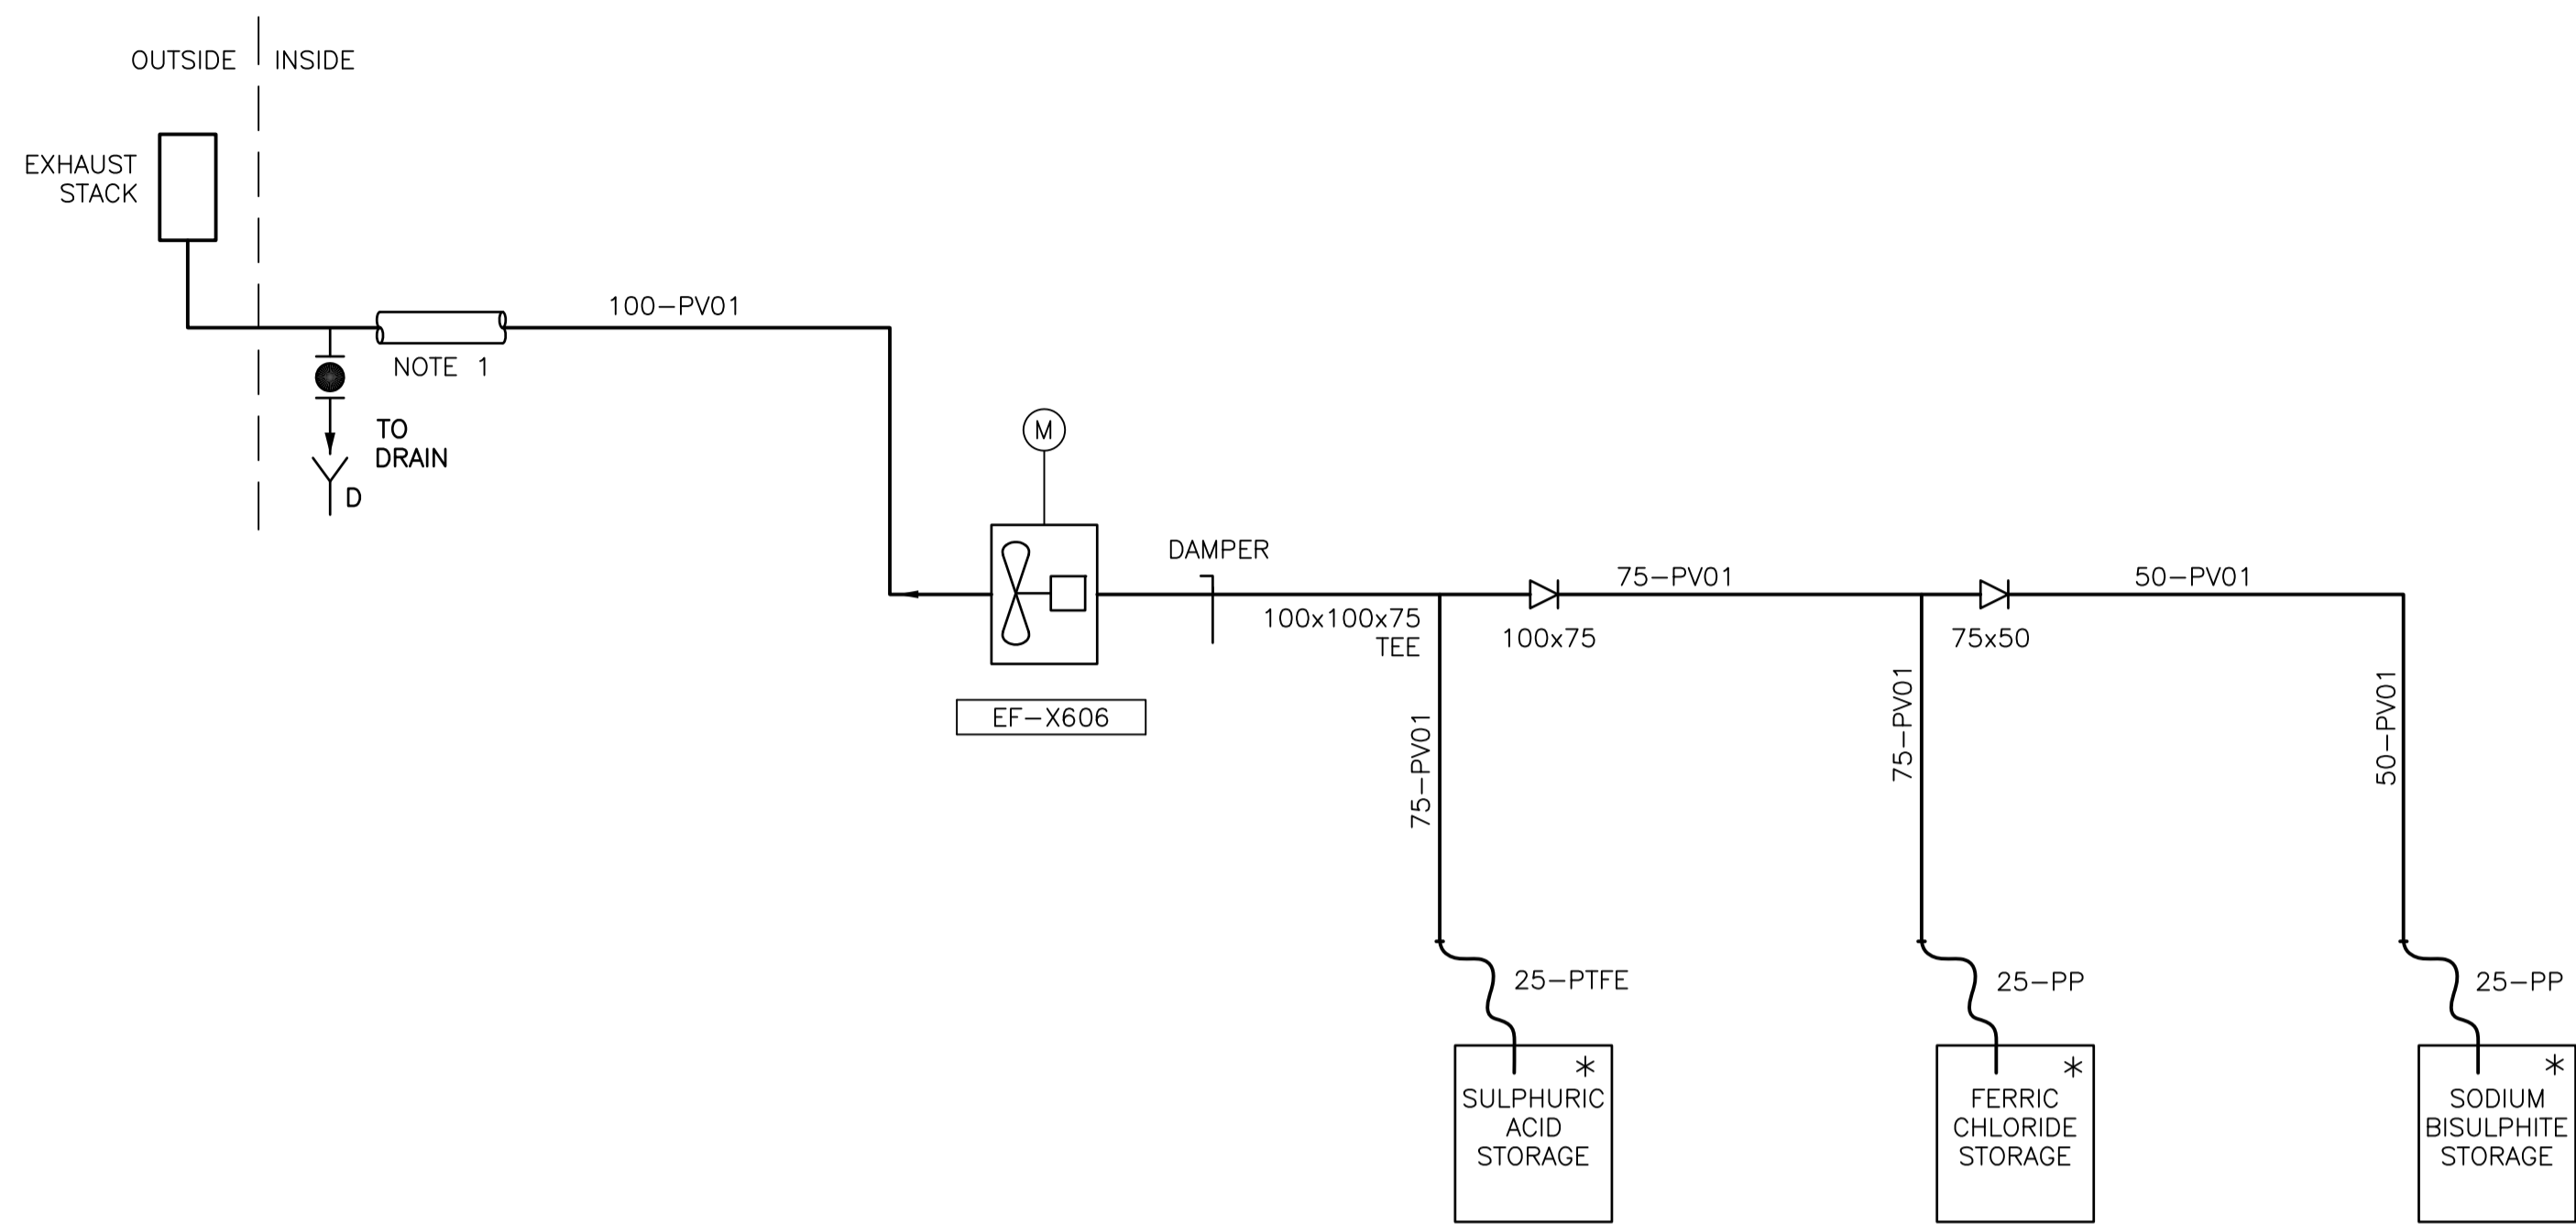 OUTSIDE
INSIDE
EXHAUST
STACK
100-PV01
NOTE 1
TO
DRAIN
D
M
DAMPER
75-PV01
50-PV01
100x100x75
TEE
100x75
75x50
EF-X606
75-PV01
75-PV01
50-PV01
25-PTFE
25-PP
25-PP
*
SULPHURIC
ACID
STORAGE
*
FERRIC
CHLORIDE
STORAGE
*
SODIUM
BISULPHITE
STORAGE